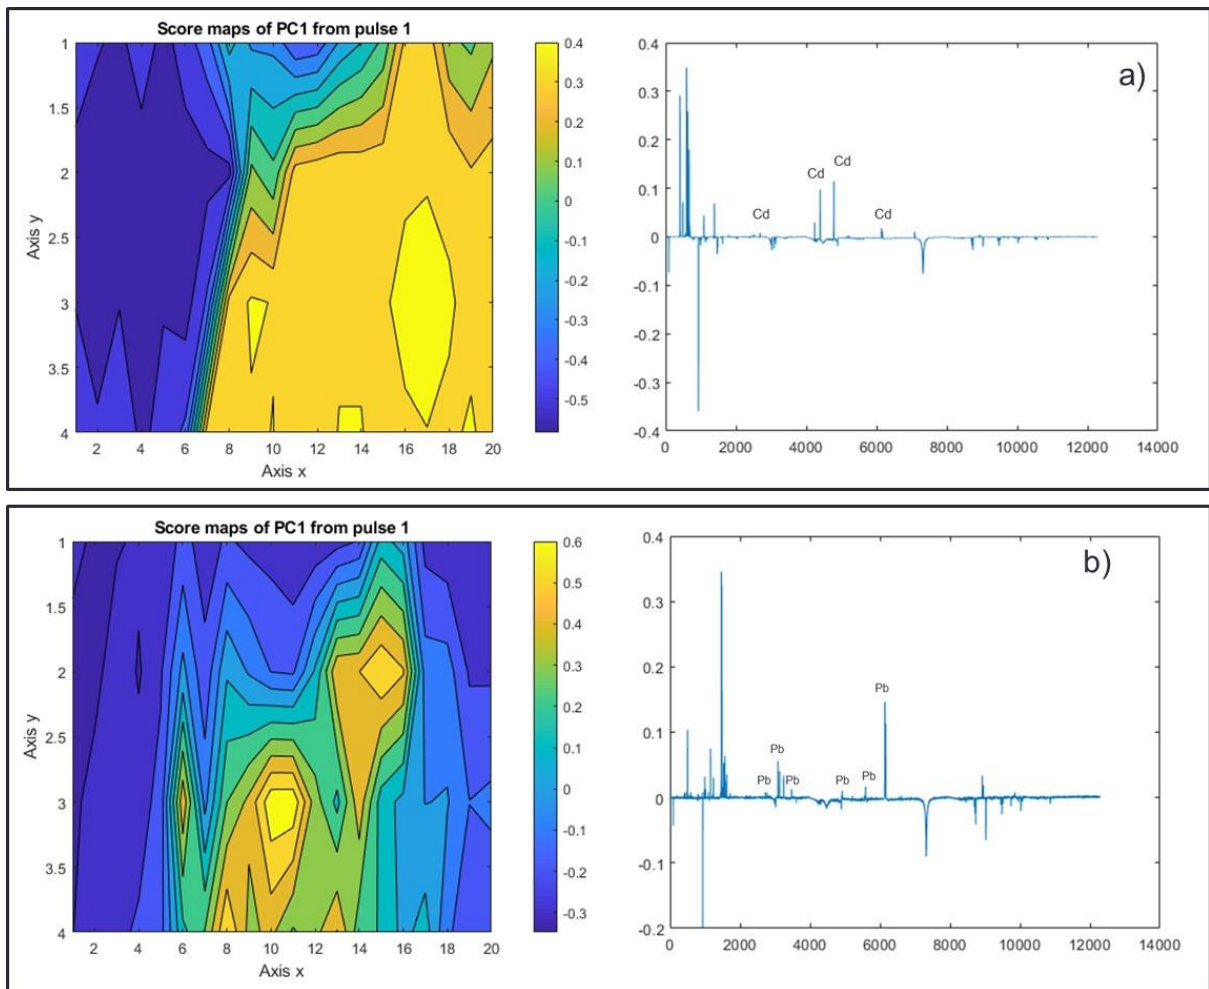 Score maps of PC1 from pulse 1
1
1.5
2
2.5
3
3.5
4
Axis y
2 4 6 8 10 12 14 16 18 20
Axis x
0.4
0.3
0.2
0.1
0
-0.1
-0.2
-0.3
-0.4
-0.5
a)
0.4
0.3
0.2
0.1
0
-0.1
-0.2
-0.3
-0.4
Cd
Cd
Cd
Cd
0 2000 4000 6000 8000 10000 12000 14000
Score maps of PC1 from pulse 1
1
1.5
2
2.5
3
3.5
4
Axis y
2 4 6 8 10 12 14 16 18 20
Axis x
0.6
0.5
0.4
0.3
0.2
0.1
0
-0.1
-0.2
-0.3
b)
0.4
0.3
0.2
0.1
0
-0.1
-0.2
Pb
Pb
Pb
Pb
Pb
Pb
0 2000 4000 6000 8000 10000 12000 14000